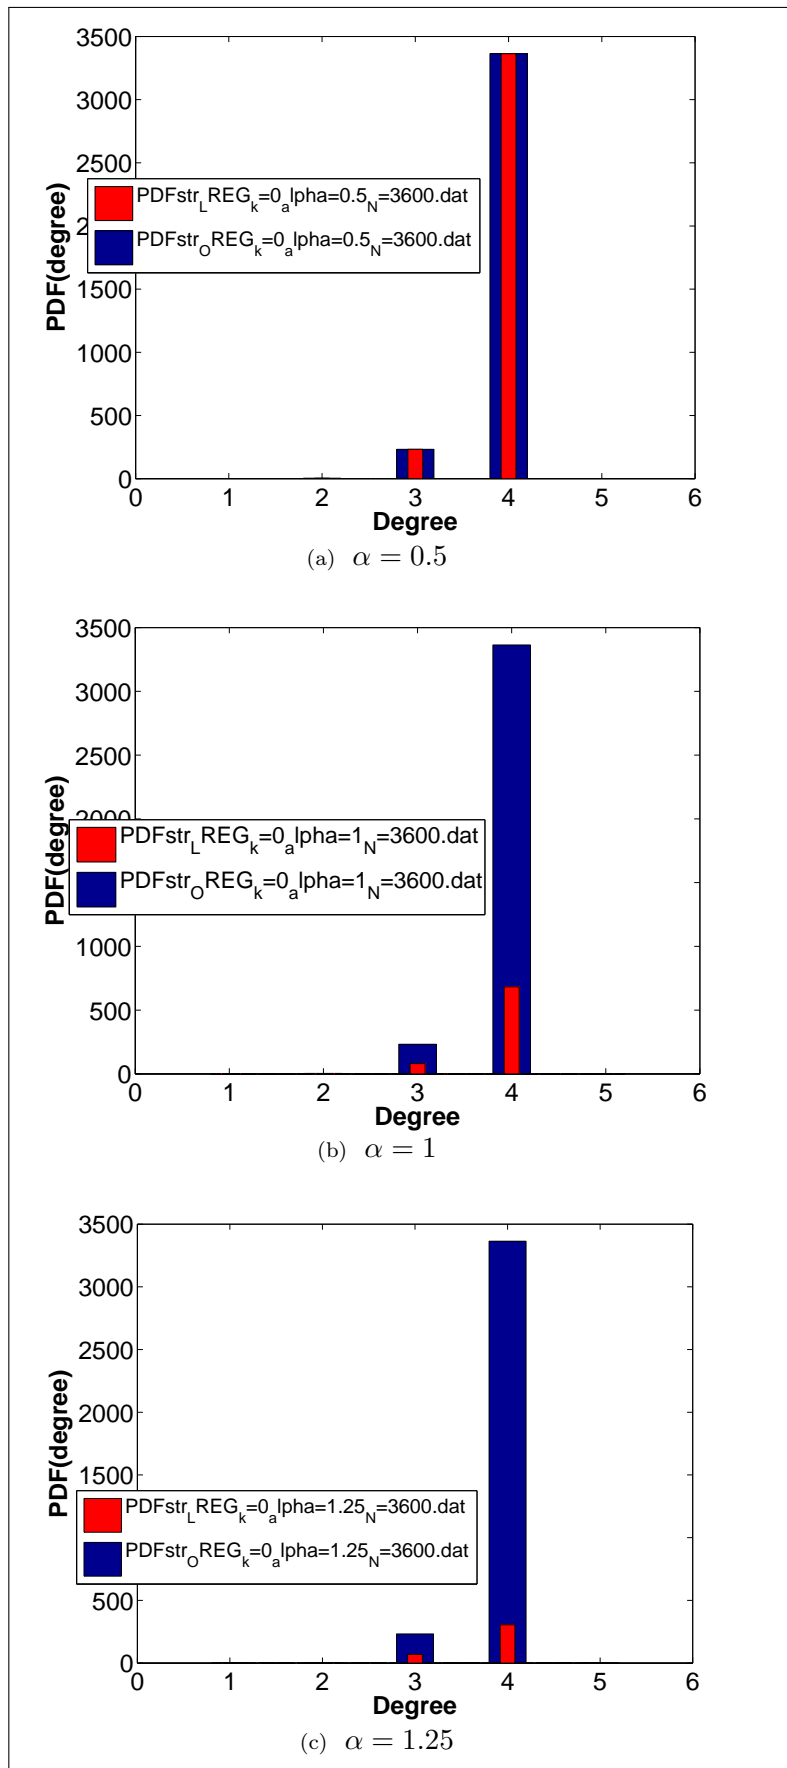 3500
3000
2500
2
1500
1000
500
0
PDF(degree)
PDFstr_LREG_k=0_alpha=0.5_N=3600.dat
PDFstr_OREG_k=0_alpha=0.5_N=3600.dat
0 1 2 3 4 5 6
Degree
(a) α = 0.5
3500
3000
2500
2000
1000
500
0
PDF(degree)
PDFstr_LREG_k=0_alpha=1_N=3600.dat
PDFstr_OREG_k=0_alpha=1_N=3600.dat
0 1 2 3 4 5 6
Degree
(b) α = 1
3500
3000
2500
2000
1500
500
0
PDF(degree)
PDFstr_LREG_k=0_alpha=1.25_N=3600.dat
PDFstr_OREG_k=0_alpha=1.25_N=3600.dat
0 1 2 3 4 5 6
Degree
(c) α = 1.25